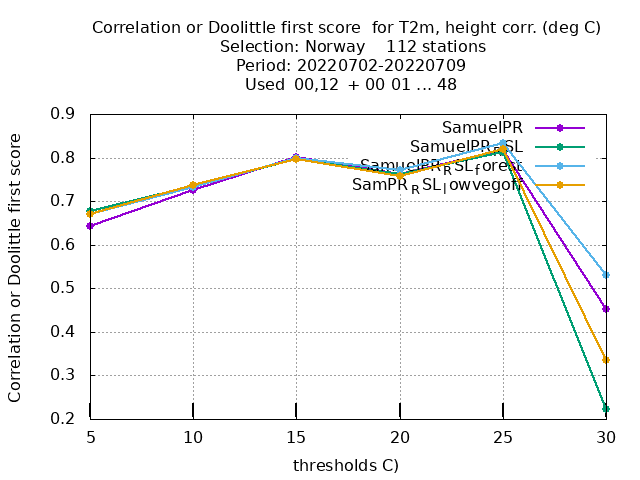 Correlation or Doolittle first score for T2m, height corr. (deg C)
Selection: Norway 112 stations
Period: 20220702-20220709
Used 00,12 + 00 01 ... 48
Correlation or Doolittle first score
0.9
0.8
0.7
0.6
0.5
0.4
0.3
0.2
SamuelPR
SamuelPR_RSL
SamuelPR_RSL_forest
SamPR_RSL_lowvegoff
5 10 15 20 25 30
thresholds C)